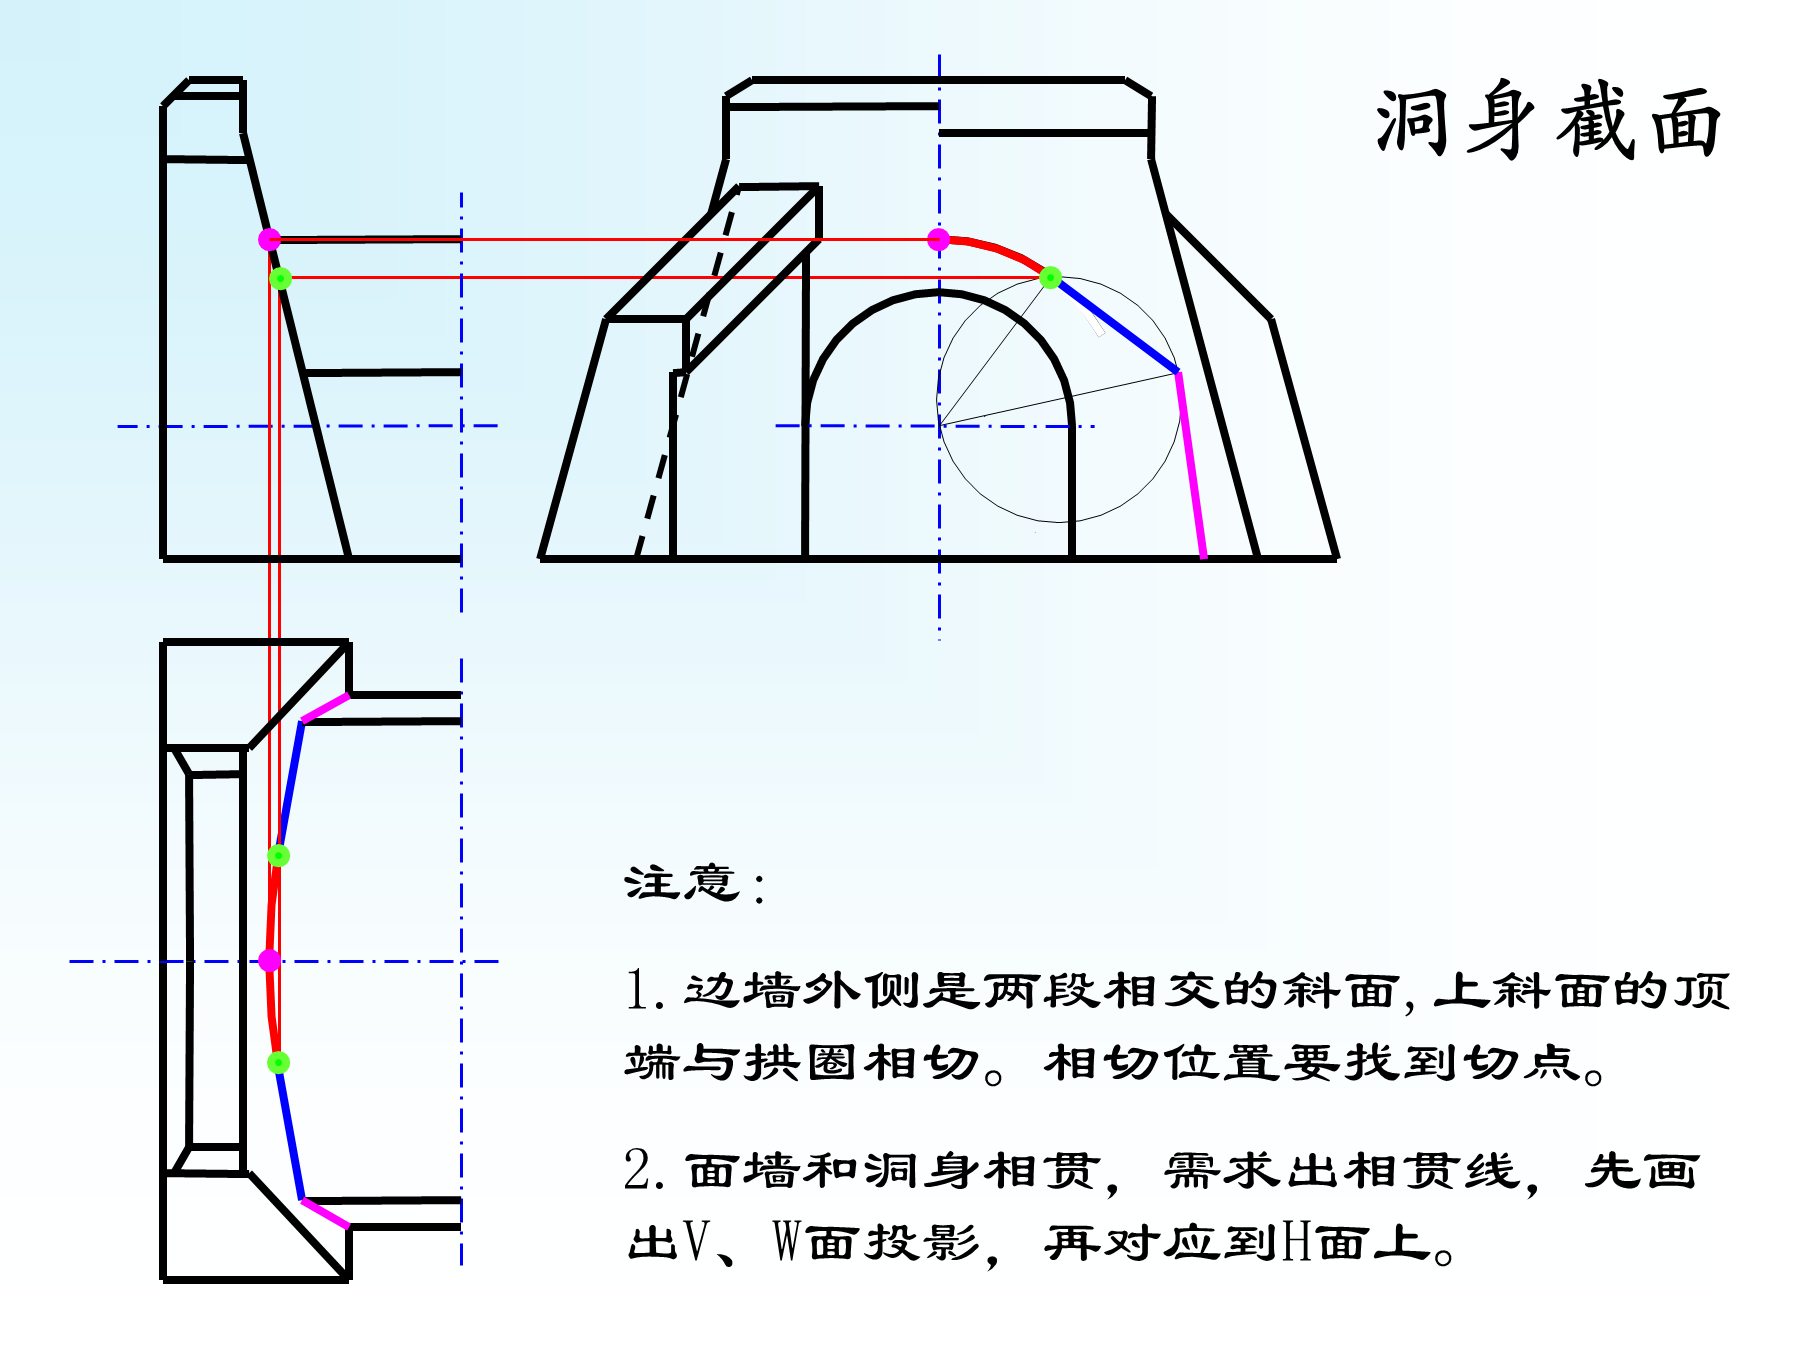 洞身截面
注意:
1.边墙外侧是两段相交的斜面,上斜面的顶
端与拱圈相切。相切位置要找到切点。
2.面墙和洞身相贯，需求出相贯线，先画
出V、W面投影，再对应到H面上。